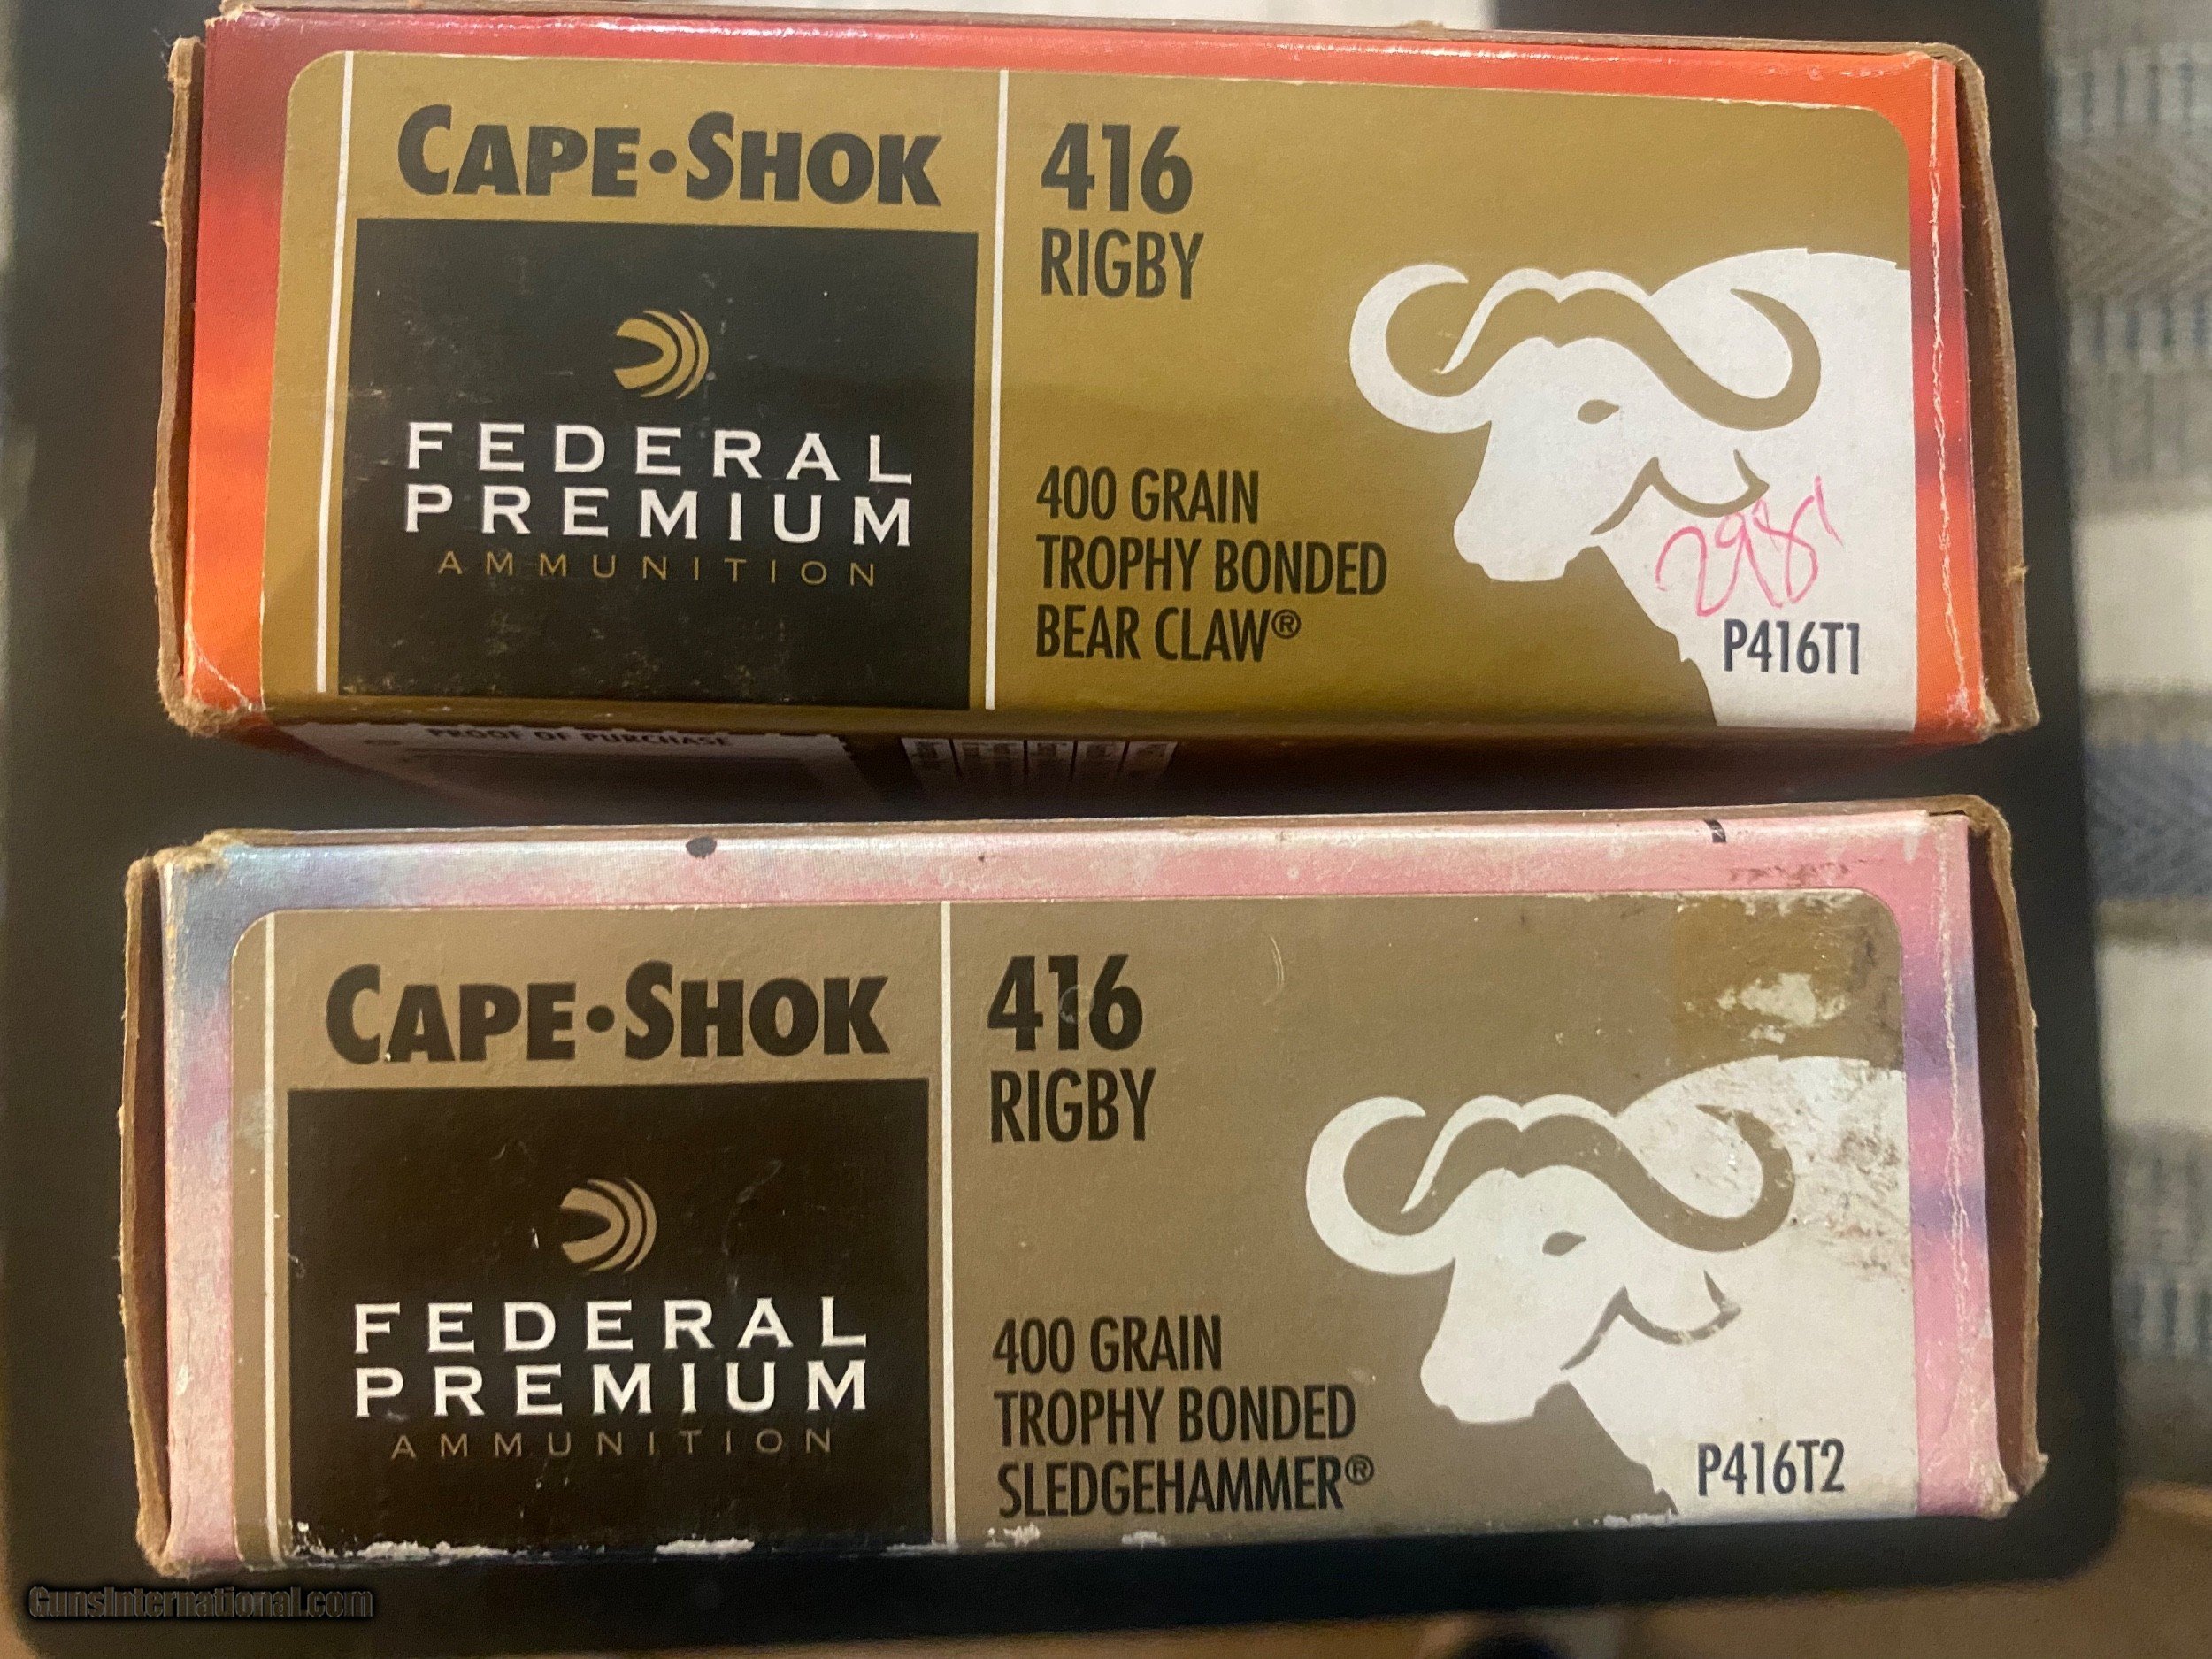 CAPE•SHOK
FEDERAL
PREMIUM
AMMUNITION
416
RIGBY
400 GRAIN
TROPHY BONDED
BEAR CLAW®
298
P416T1
PROOF OF PURCHASE
CAPE•SHOK
FEDERAL
PREMIUM
AMMUNITION
416
RIGBY
400 GRAIN
TROPHY BONDED
SLEDGEHAMMER®
P416T2
GunsInternational.com